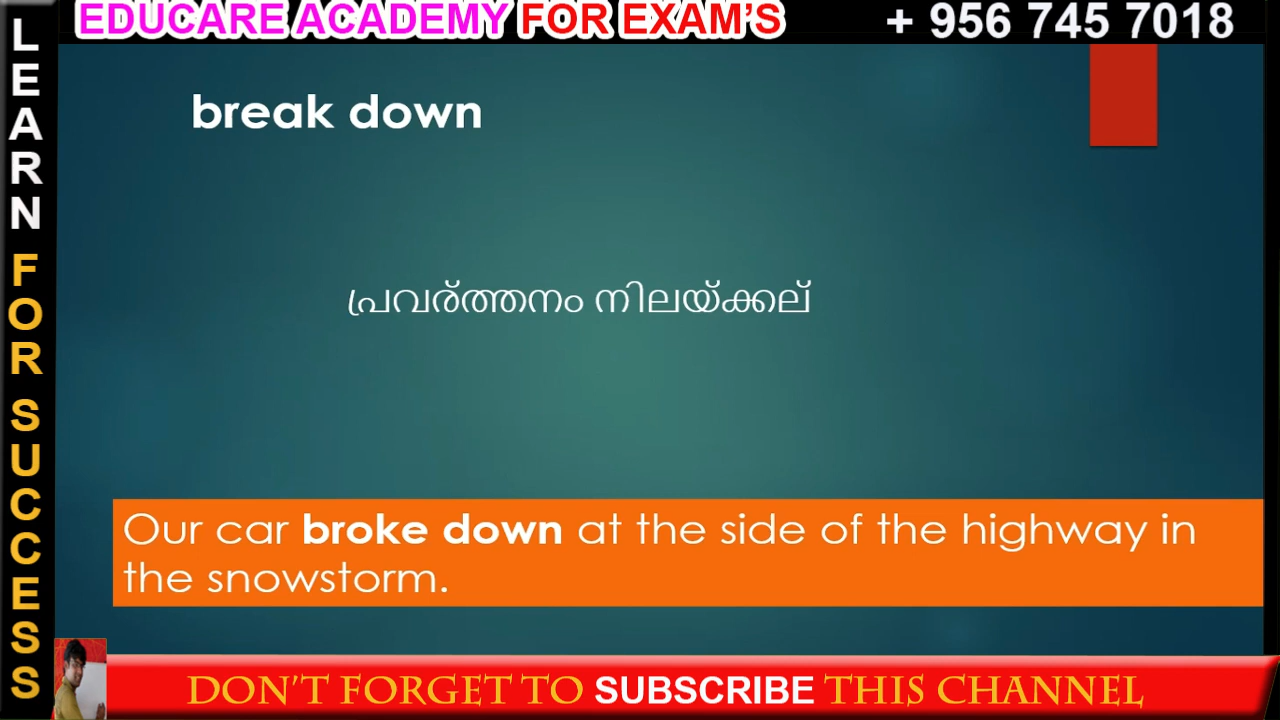 EDUCARE ACADEMY FOR EXAM'S + 956 745 7018
LEARN FOR SUCCESS
break down
പ്രവര്‍ത്തനം നിലയ്ക്കല്‍
Our car broke down at the side of the highway in
the snowstorm.
DON'T FORGET TO SUBSCRIBE THIS CHANNEL